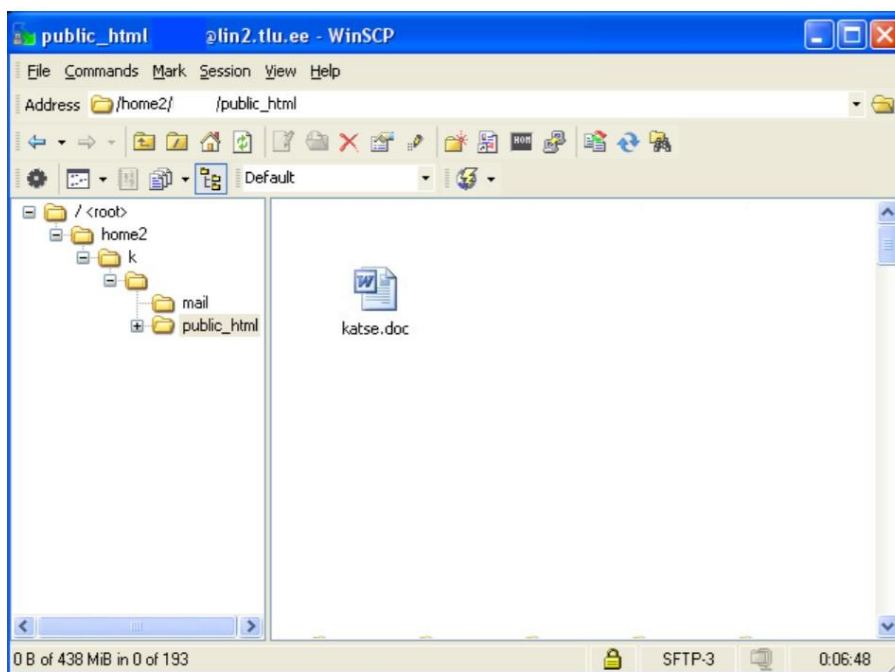 public_html @lin2.tlu.ee - WinSCP
File Commands Mark Session View Help
Address /home2/ /public_html
Default
/ <root>
home2
k
mail
public_html
katse.doc
0 B of 438 MiB in 0 of 193 SFTP-3 0:06:48